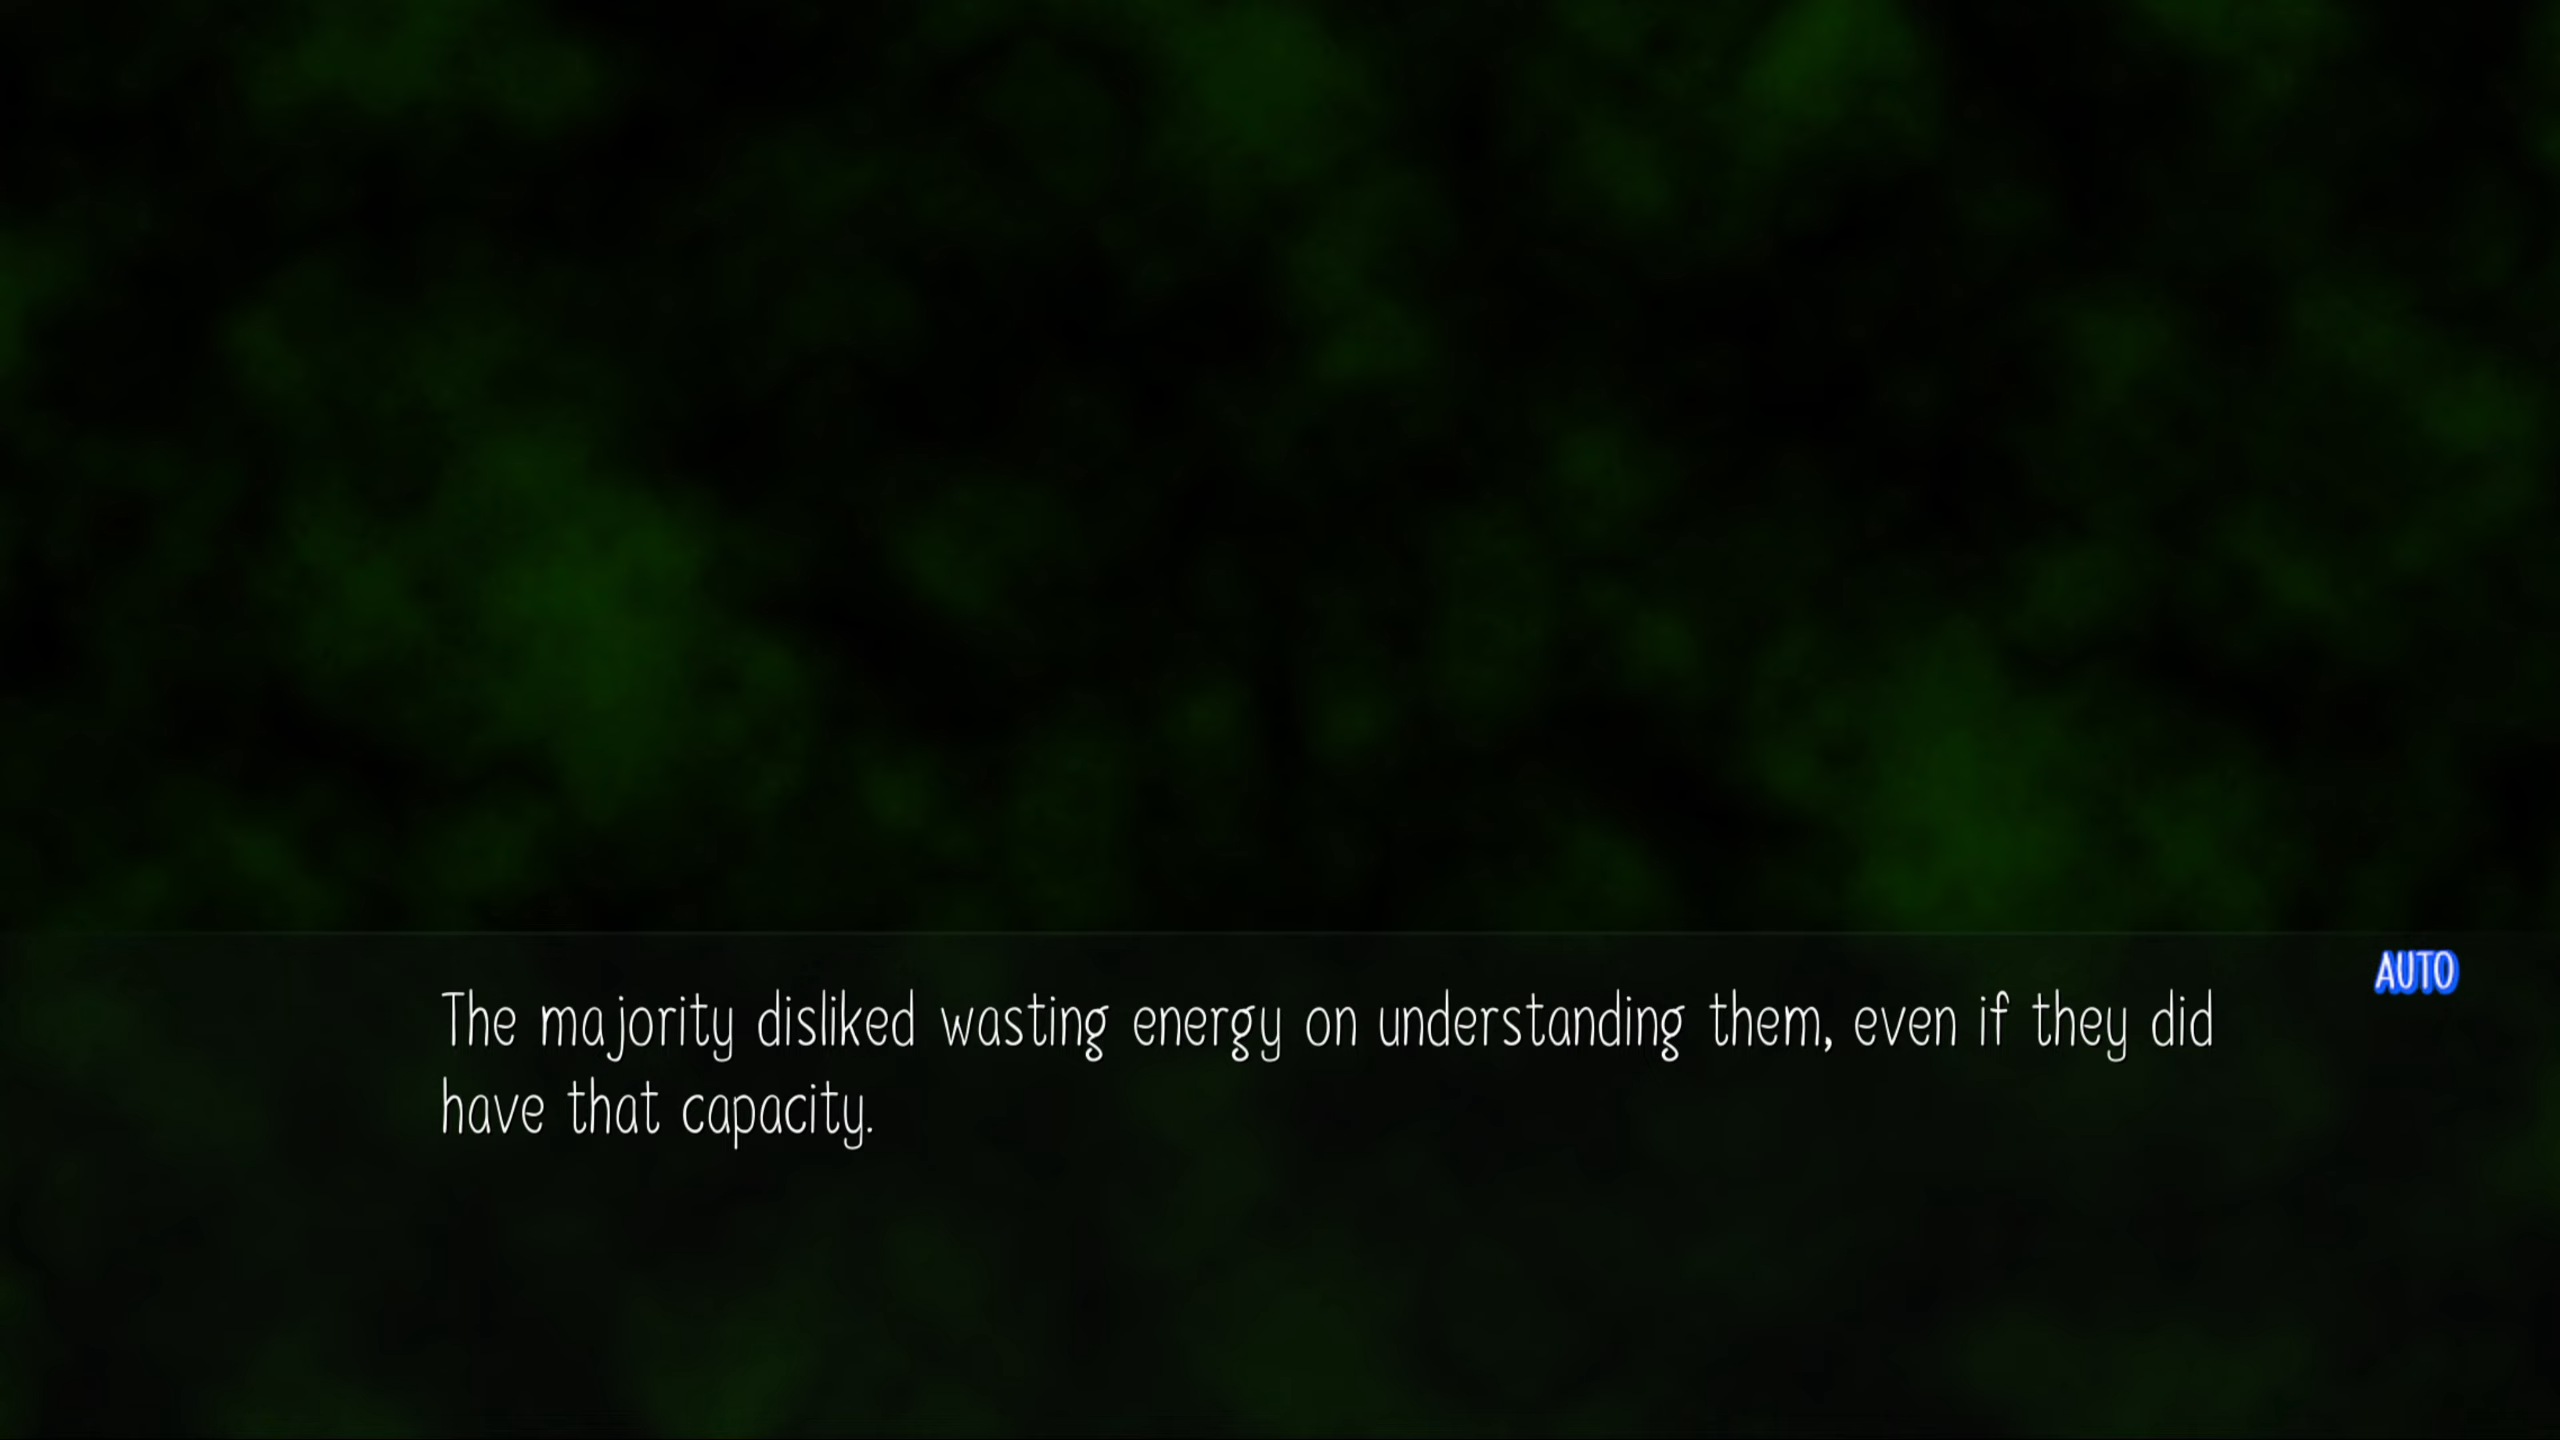 AUTO
The majority disliked wasting energy on understanding them, even if they did
have that capacity.